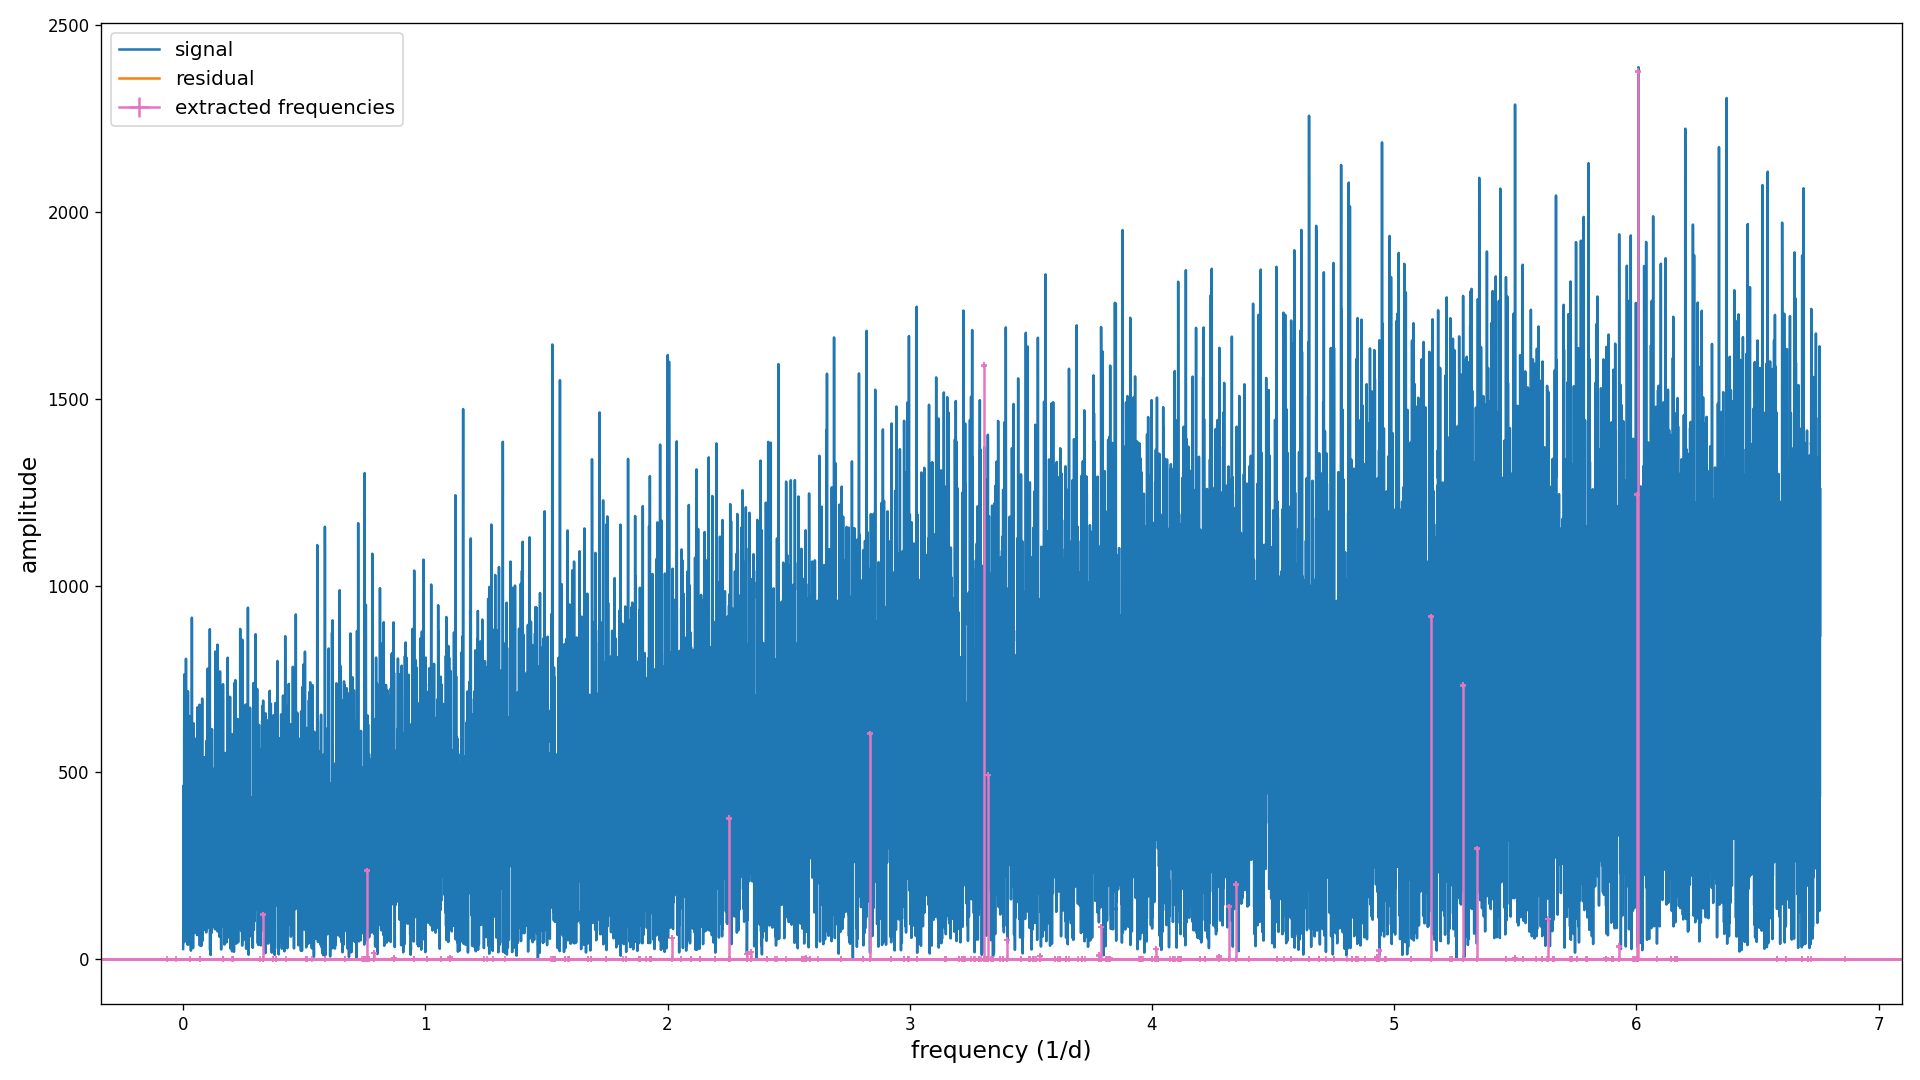 signal
residual
extracted frequencies
2500
2000
1500
1000
500
0
amplitude
0 1 2 3 4 5 6 7
frequency (1/d)